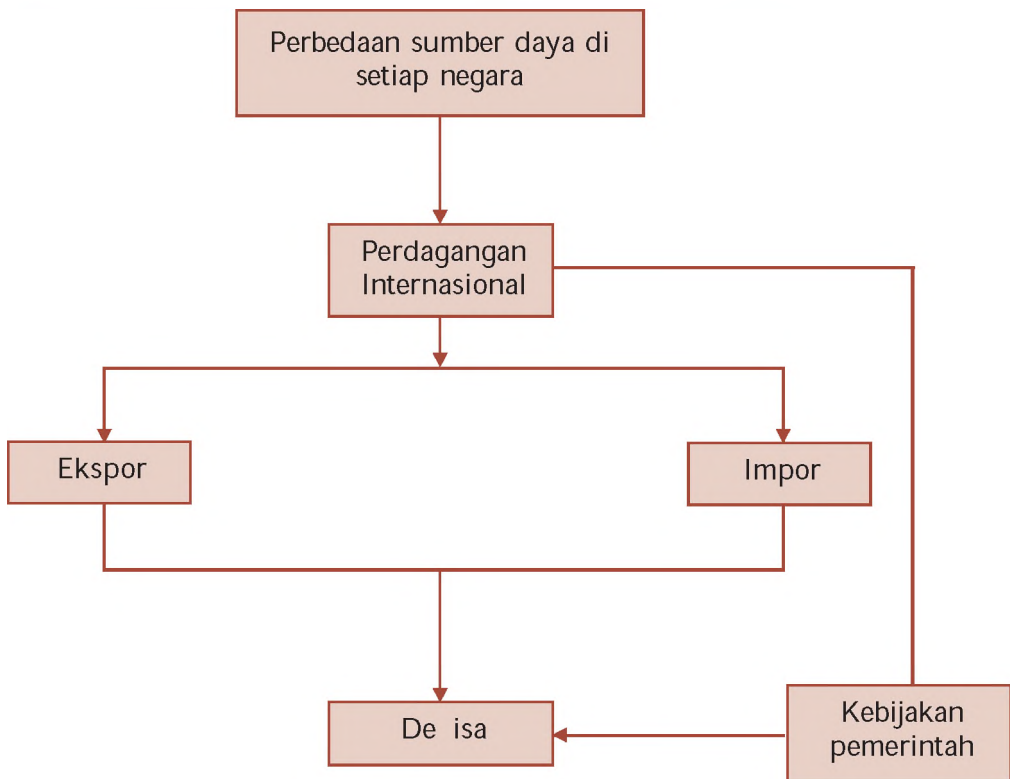 Perbedaan sumber daya di
setiap negara
Perdagangan
Internasional
Ekspor
Impor
De isa
Kebijakan
pemerintah